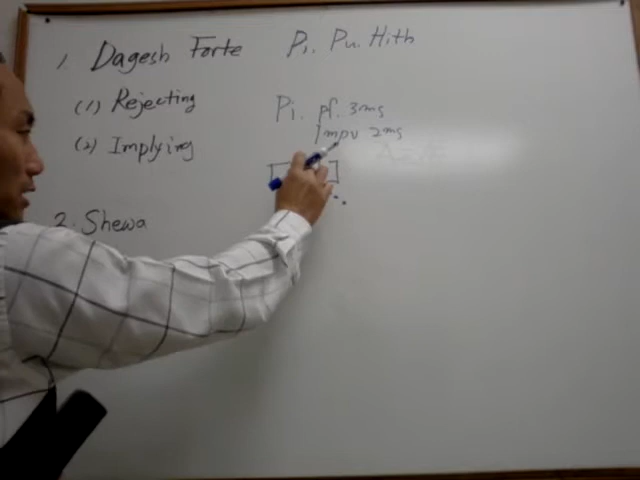 1. Dagesh Forte Pi. Pu. Hith
(1) Rejecting
(2) Implying
Pi. pf. 3ms
Impv 2ms
2. Shewa